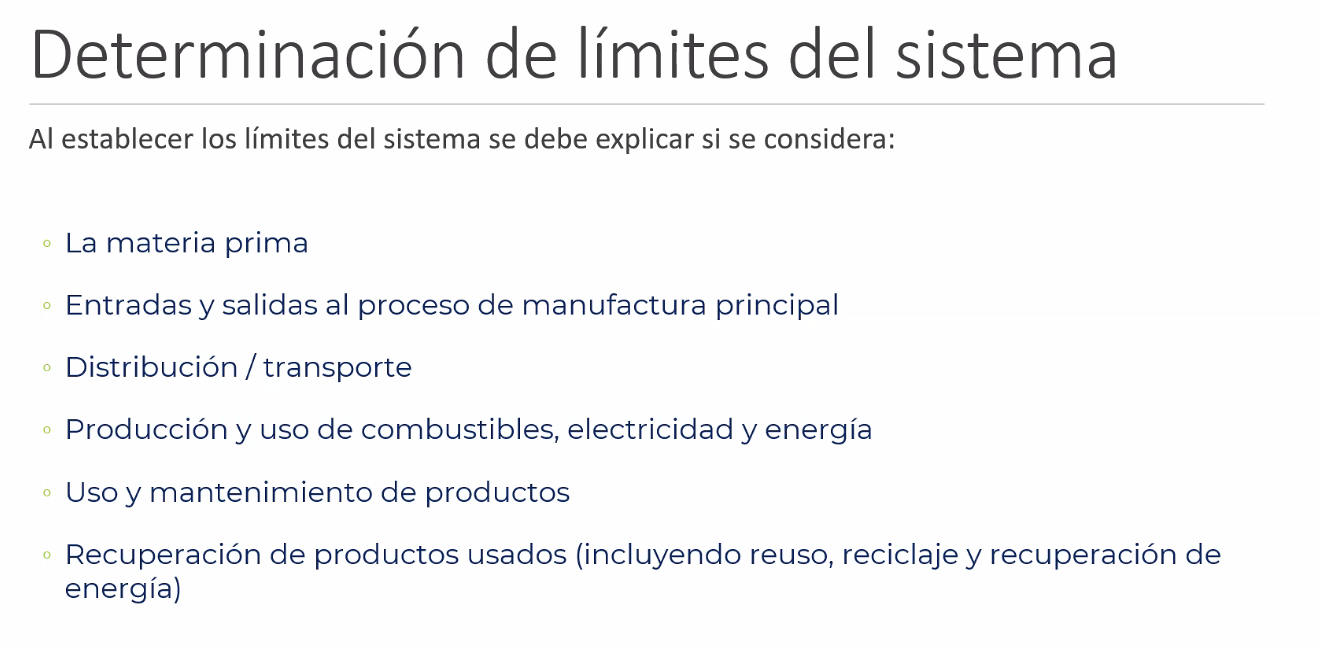 Determinación de límites del sistema
Al establecer los límites del sistema se debe explicar si se considera:
◦ La materia prima
◦ Entradas y salidas al proceso de manufactura principal
◦ Distribución / transporte
◦ Producción y uso de combustibles, electricidad y energía
◦ Uso y mantenimiento de productos
◦ Recuperación de productos usados (incluyendo reuso, reciclaje y recuperación de
energía)